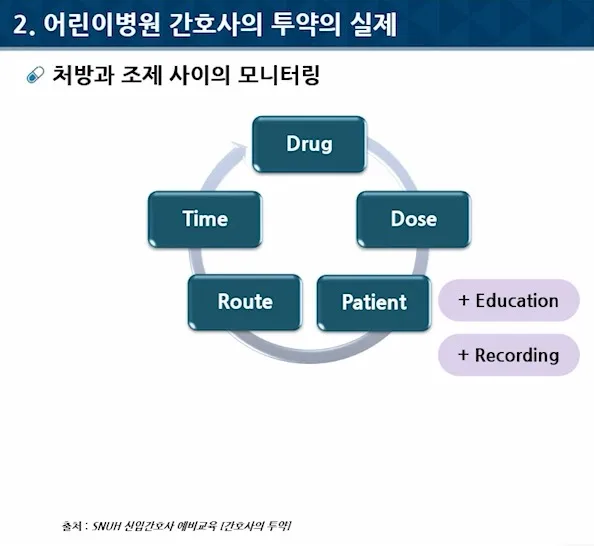 2. 어린이병원 간호사의 투약의 실제
처방과 조제 사이의 모니터링
Drug
Time
Dose
Route
Patient
+ Education
+ Recording
출처 : SNUH 신입간호사 예비교육 [간호사의 투약]